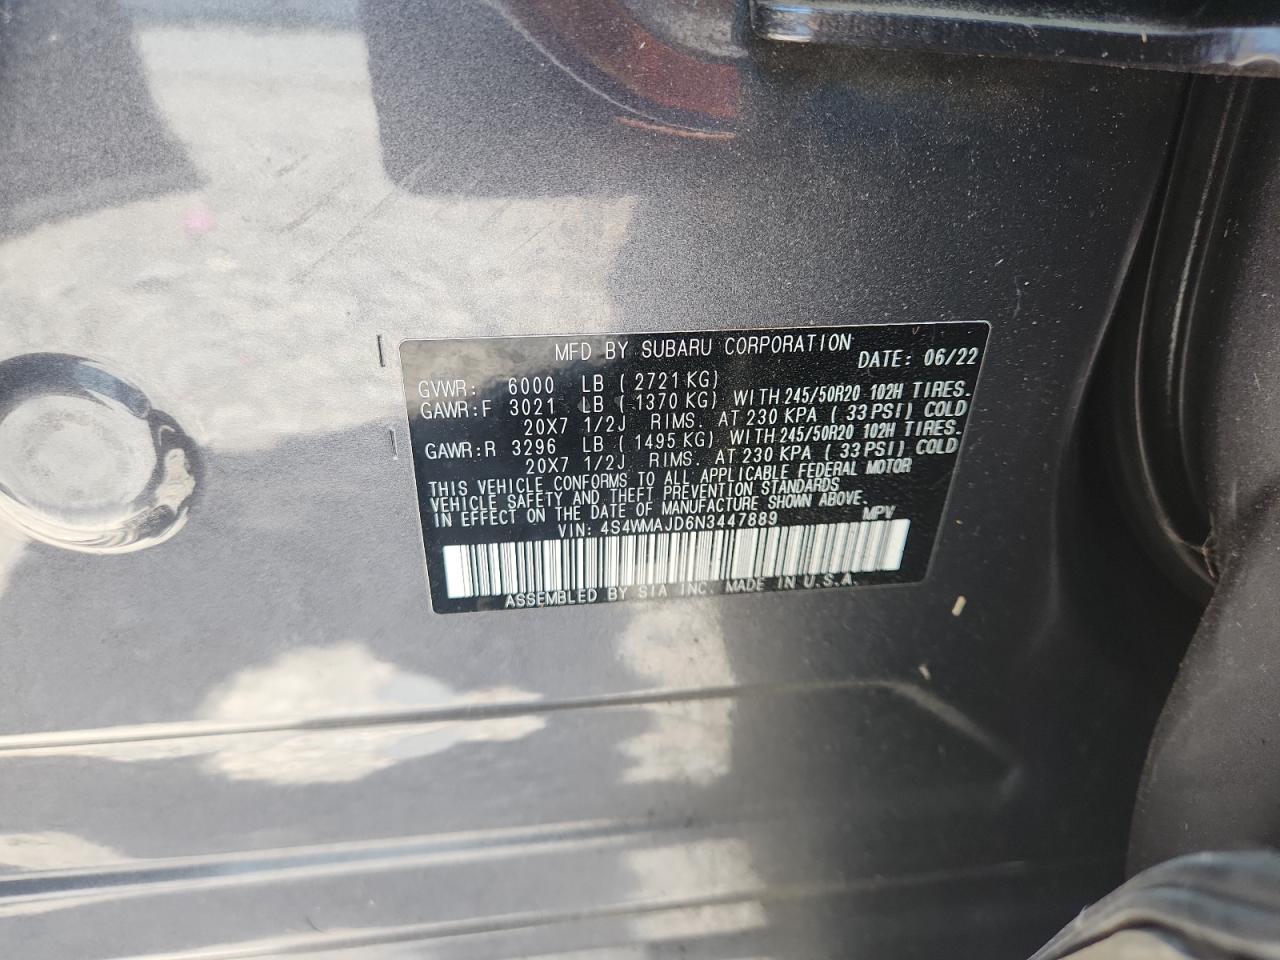 MFD BY SUBARU CORPORATION DATE: 06/22
GVWR: 6000 LB ( 2721 KG)
GAWR:F 3021 LB ( 1370 KG) WITH 245/50R20 102H TIRES.
20X7 1/2J RIMS. AT 230 KPA ( 33 PSI) COLD
GAWR:R 3296 LB ( 1495 KG) WITH 245/50R20 102H TIRES.
20X7 1/2J RIMS. AT 230 KPA ( 33 PSI) COLD
THIS VEHICLE CONFORMS TO ALL APPLICABLE FEDERAL MOTOR
VEHICLE SAFETY AND THEFT PREVENTION STANDARDS
IN EFFECT ON THE DATE OF MANUFACTURE SHOWN ABOVE.
VIN: 4S4WMAJD6N3447889 MPV
ASSEMBLED BY SIA INC. MADE IN U.S.A.